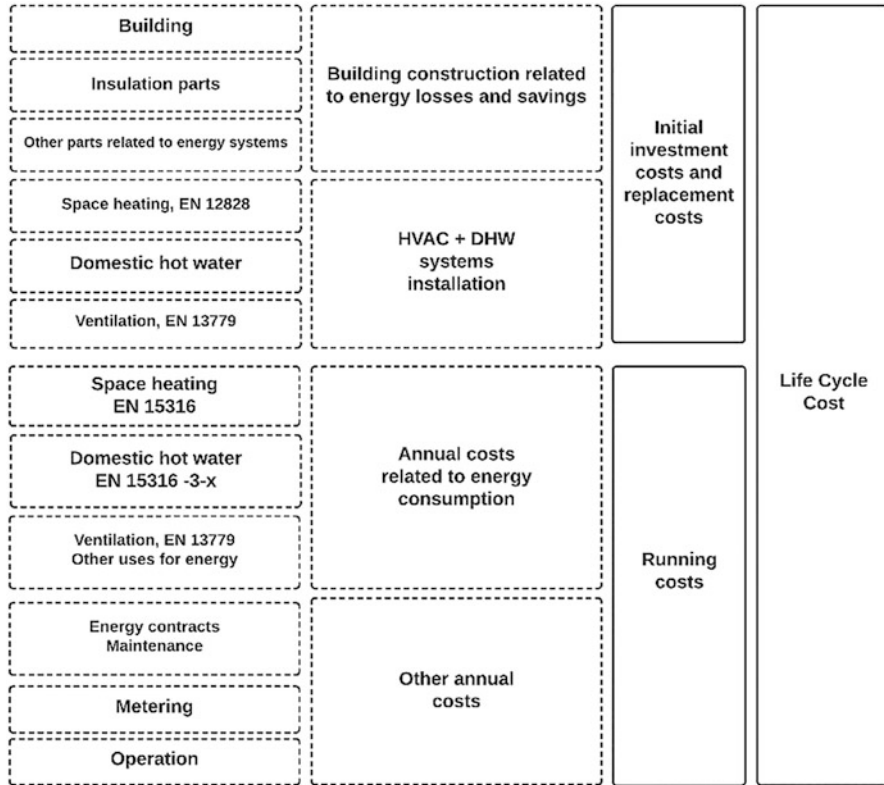 Building
Insulation parts
Other parts related to energy systems
Space heating, EN 12828
Domestic hot water
Ventilation, EN 13779
Space heating
EN 15316
Domestic hot water
EN 15316 -3-x
Ventilation, EN 13779
Other uses for energy
Energy contracts
Maintenance
Metering
Operation
Building construction related
to energy losses and savings
HVAC + DHW
systems
installation
Annual costs
related to energy
consumption
Other annual
costs
Initial
investment
costs and
replacement
costs
Running
costs
Life Cycle
Cost